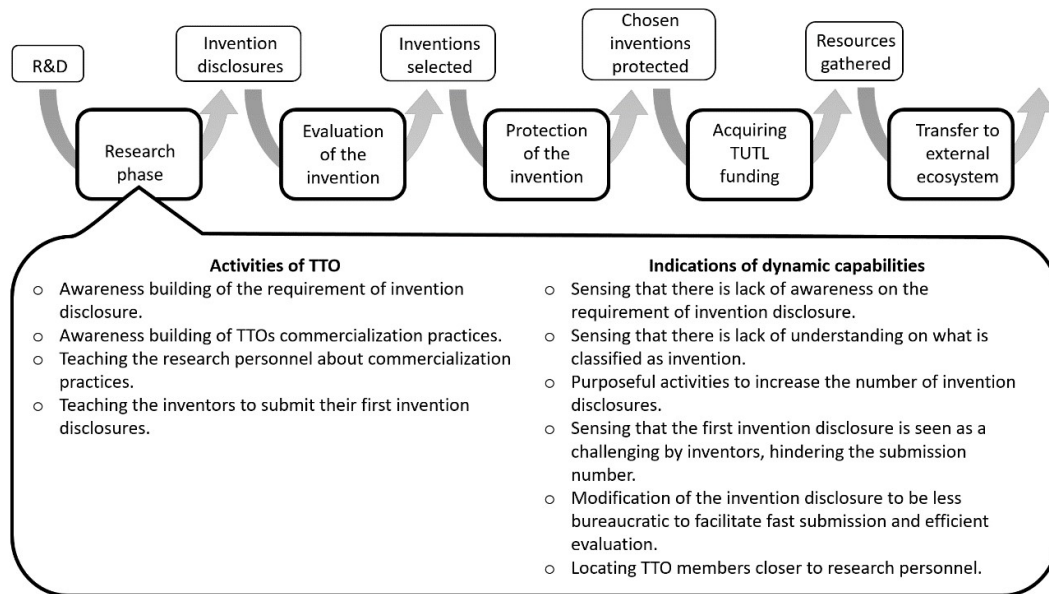 R&D
Invention
disclosures
Inventions
selected
Chosen
inventions
protected
Resources
gathered
Research
phase
Evaluation
of the
invention
Protection
of the
invention
Acquiring
TUTL
funding
Transfer to
external
ecosystem
Activities of TTO
o Awareness building of the requirement of invention
disclosure.
o Awareness building of TTOs commercialization practices.
o Teaching the research personnel about commercialization
practices.
o Teaching the inventors to submit their first invention
disclosures.
Indications of dynamic capabilities
o Sensing that there is lack of awareness on the
requirement of invention disclosure.
o Sensing that there is lack of understanding on what is
classified as invention.
o Purposeful activities to increase the number of invention
disclosures.
o Sensing that the first invention disclosure is seen as a
challenging by inventors, hindering the submission
number.
o Modification of the invention disclosure to be less
bureaucratic to facilitate fast submission and efficient
evaluation.
o Locating TTO members closer to research personnel.